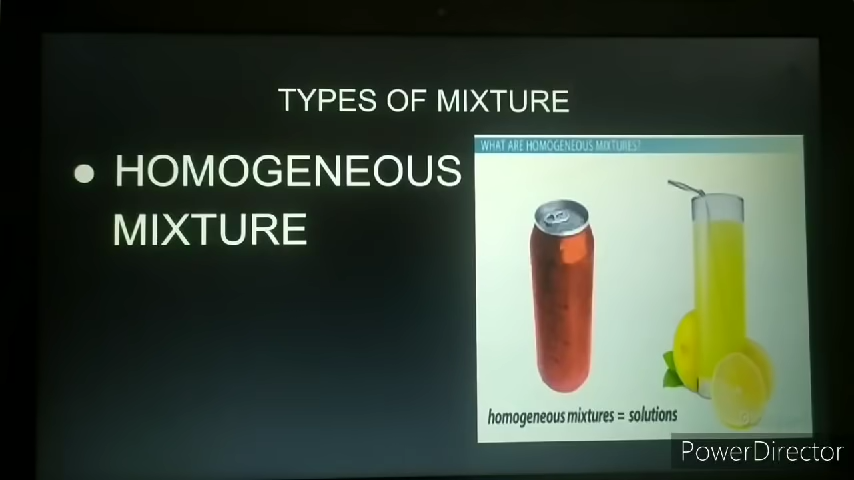 TYPES OF MIXTURE
● HOMOGENEOUS
MIXTURE
WHAT ARE HOMOGENEOUS MIXTURES?
homogeneous mixtures = solutions
PowerDirector